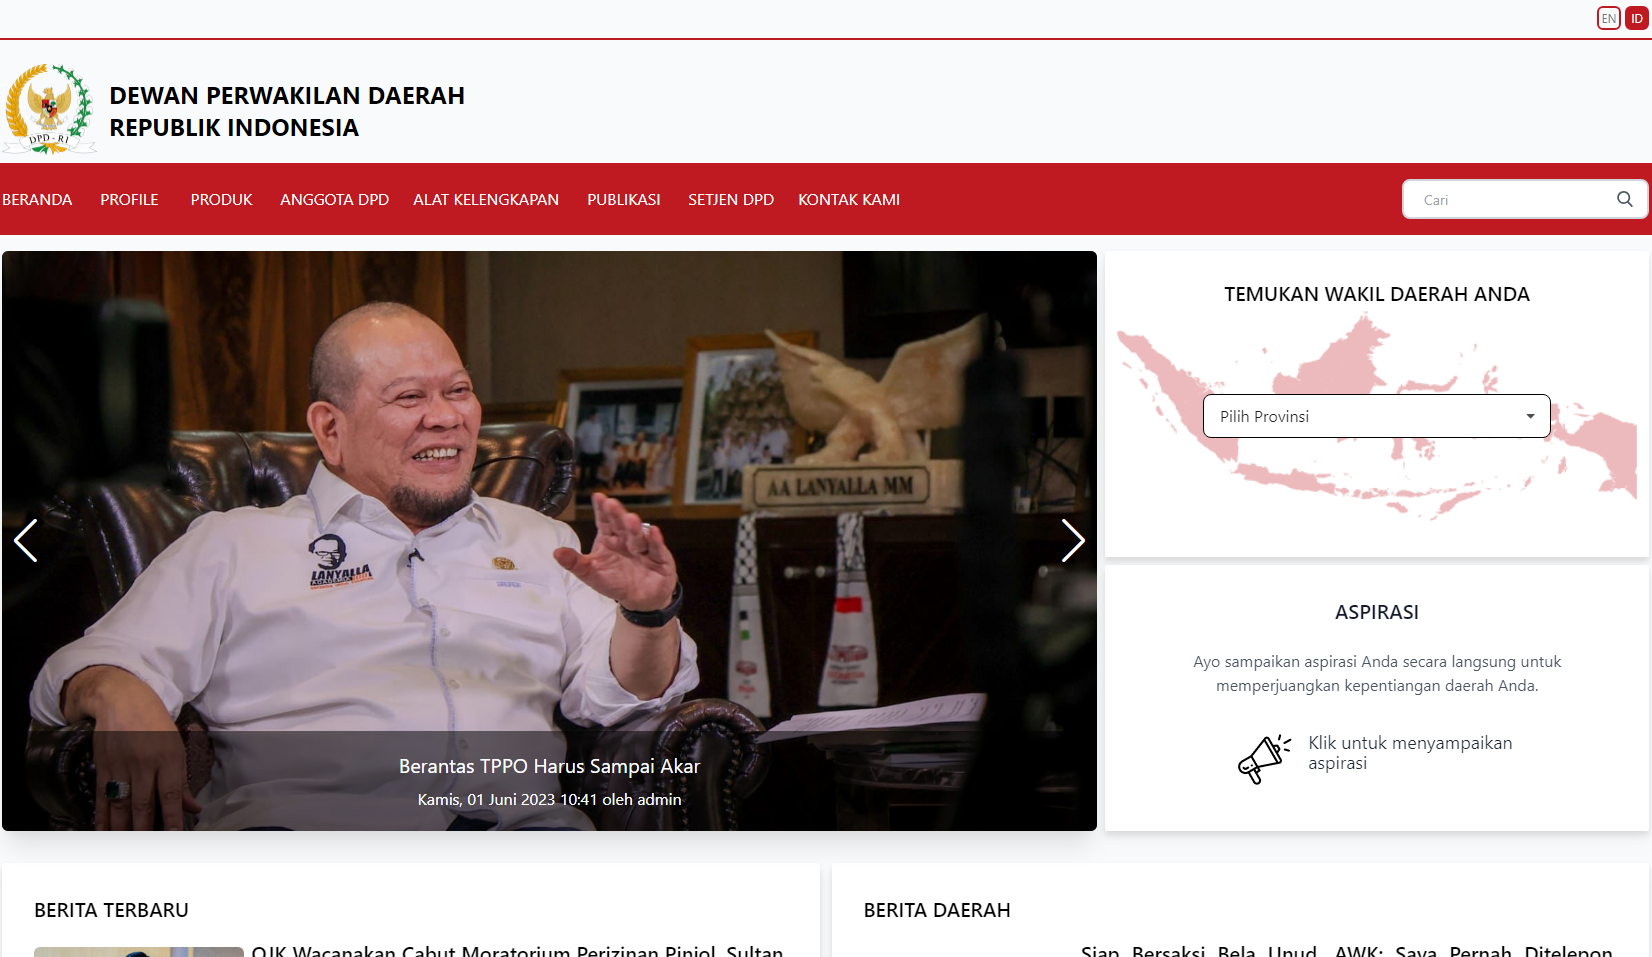 EN ID
DPD - RI
DEWAN PERWAKILAN DAERAH
REPUBLIK INDONESIA
BERANDA PROFILE PRODUK ANGGOTA DPD ALAT KELENGKAPAN PUBLIKASI SETJEN DPD KONTAK KAMI
Cari
AA LANYALLA MM
LANYALLA
Berantas TPPO Harus Sampai Akar
Kamis, 01 Juni 2023 10:41 oleh admin
TEMUKAN WAKIL DAERAH ANDA
Pilih Provinsi
ASPIRASI
Ayo sampaikan aspirasi Anda secara langsung untuk
memperjuangkan kepentingan daerah Anda.
Klik untuk menyampaikan
aspirasi
BERITA TERBARU
OJK Wacanakan Cabut Moratorium Perizinan Pinjol, Sultan
BERITA DAERAH
Siap Bersaksi Bela Unud, AWK: Saya Pernah Ditelepon